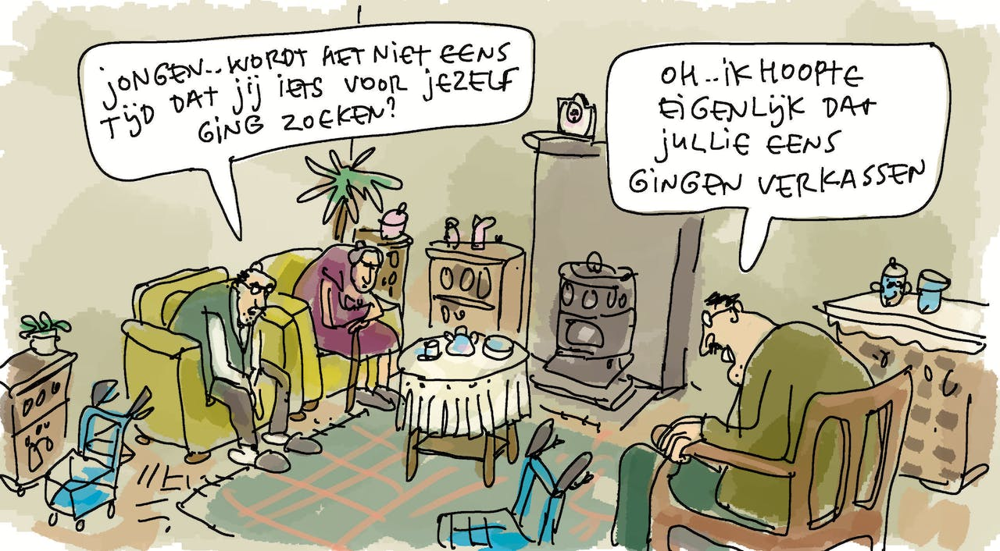 JONGEN.. WORDT HET NIET EENS
TIJD DAT JIJ IETS VOOR JEZELF
GING ZOEKEN?
OH.. IK HOOPTE
EIGENLIJK DAT
JULLIE EENS
GINGEN VERKASSEN